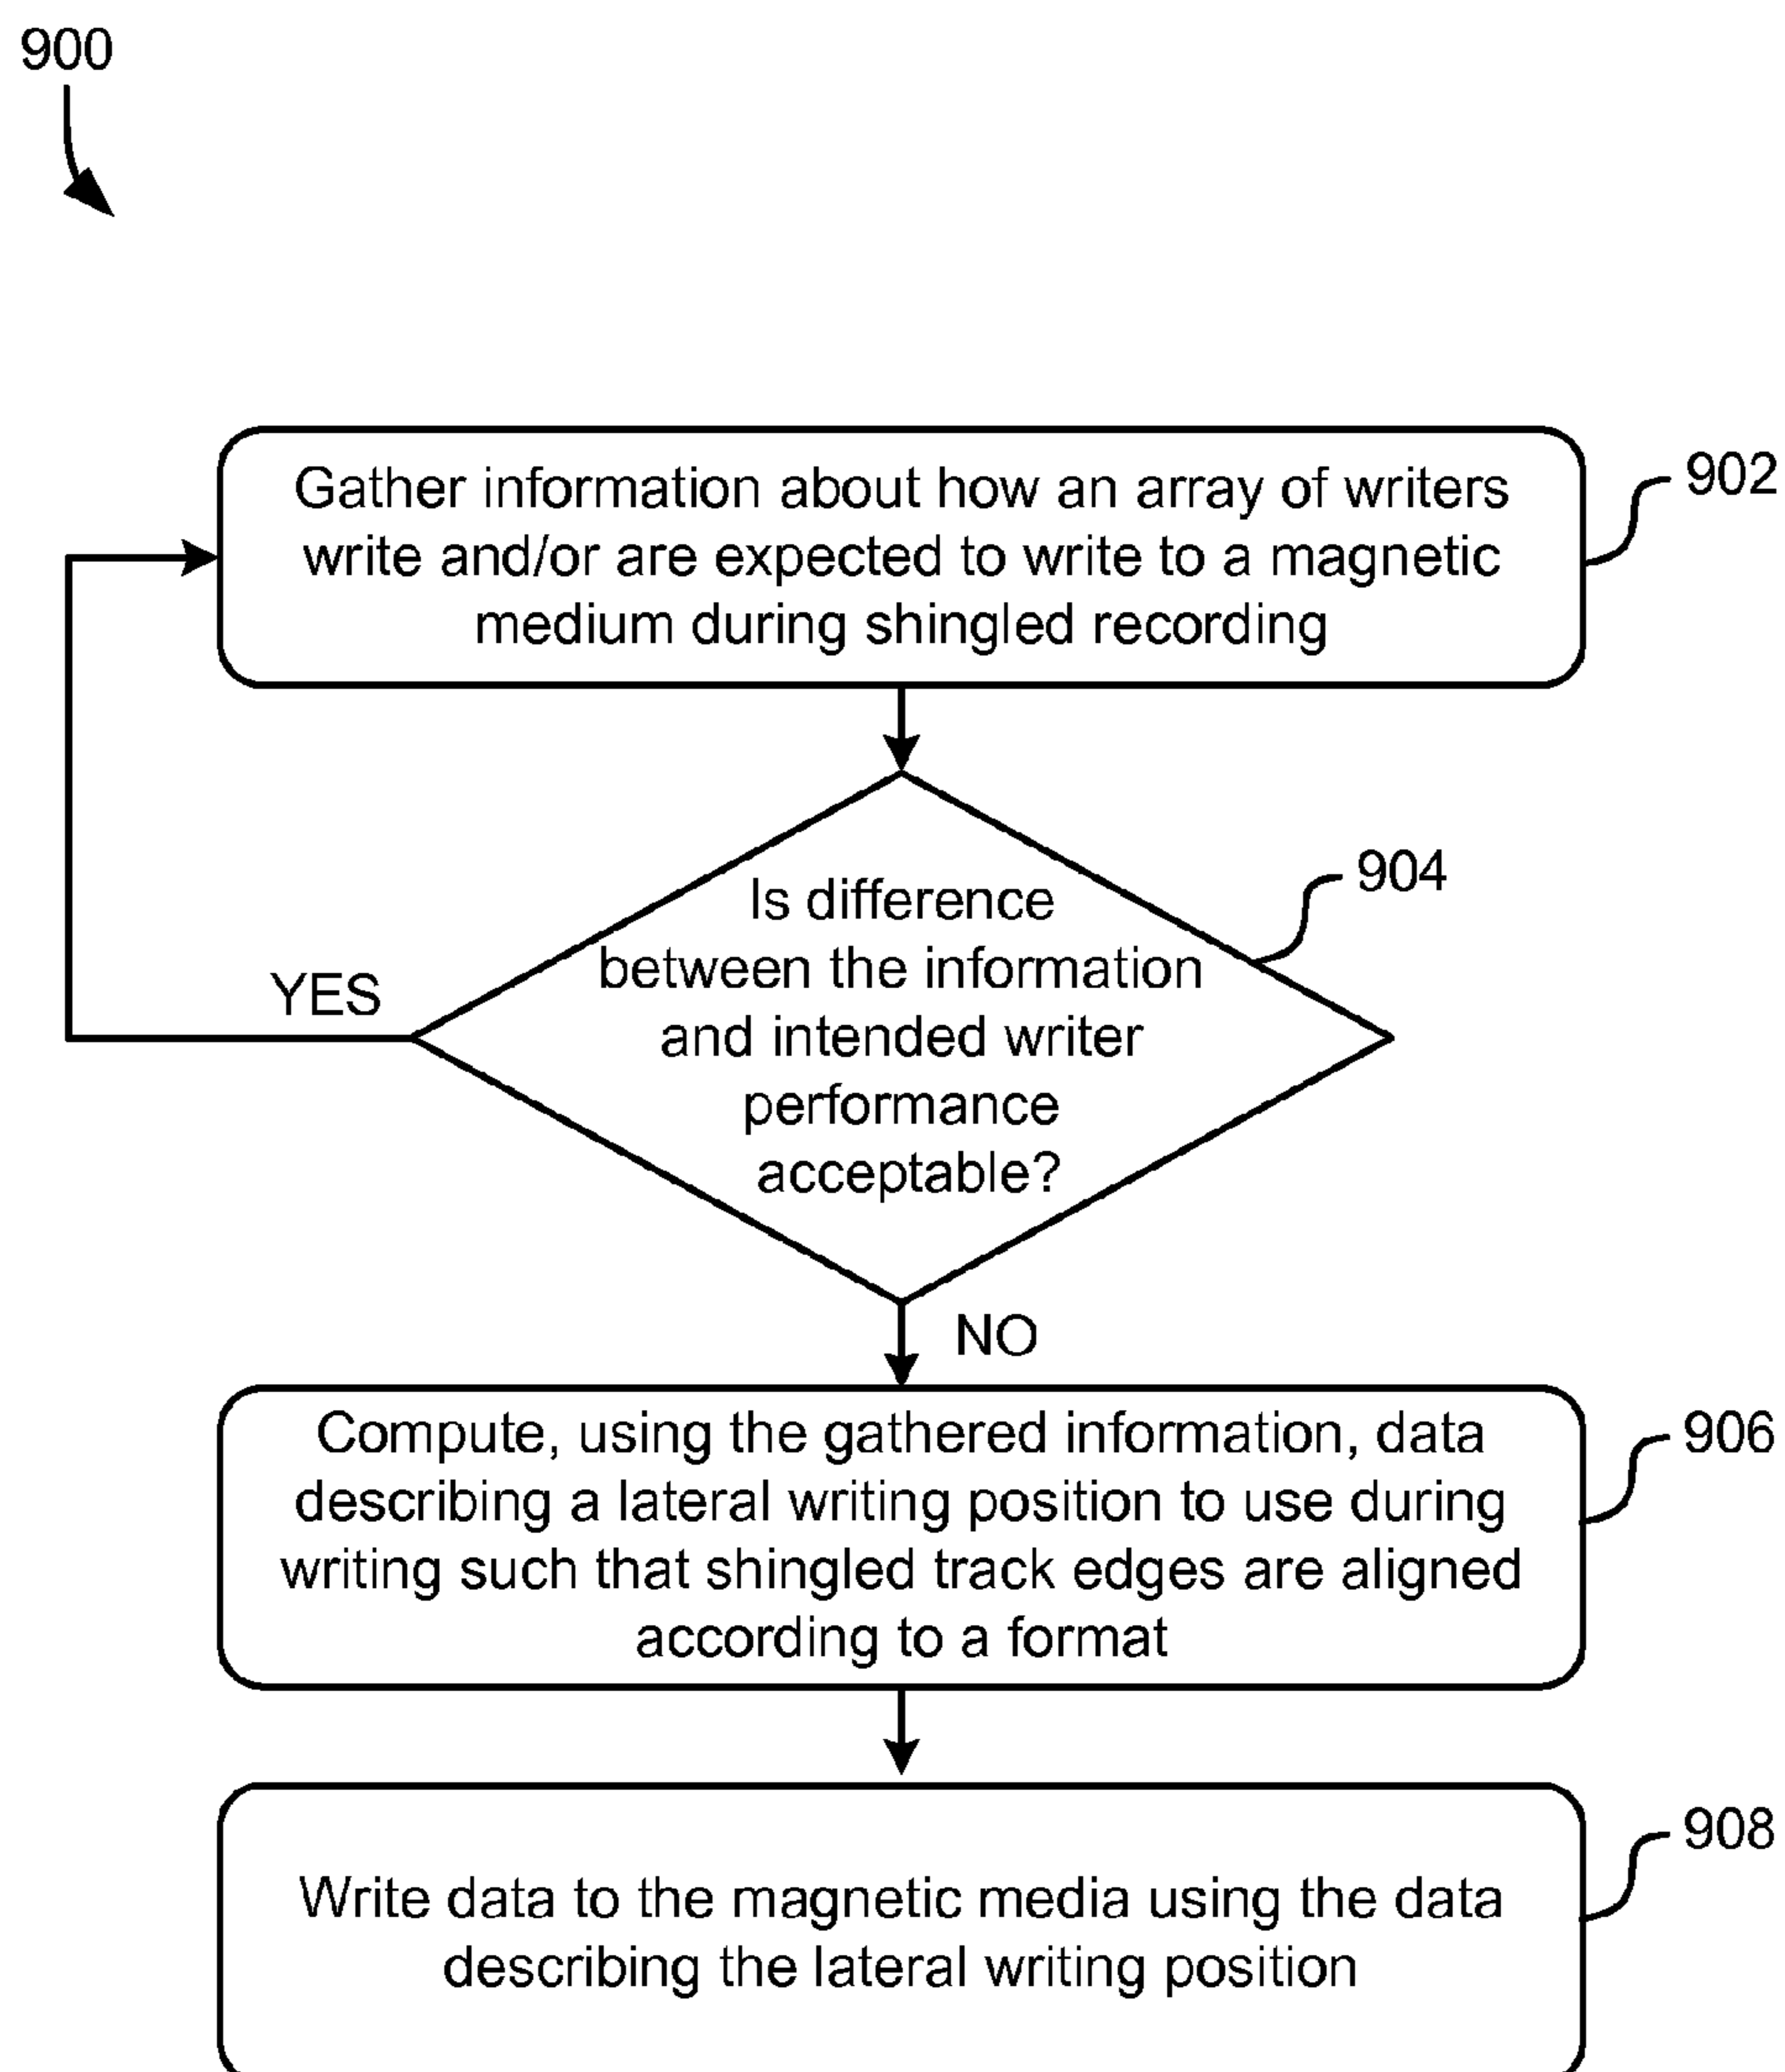 900
Gather information about how an array of writers
write and/or are expected to write to a magnetic
medium during shingled recording
902
Is difference
between the information
and intended writer
performance
acceptable?
904
YES
NO
Compute, using the gathered information, data
describing a lateral writing position to use during
writing such that shingled track edges are aligned
according to a format
906
Write data to the magnetic media using the data
describing the lateral writing position
908